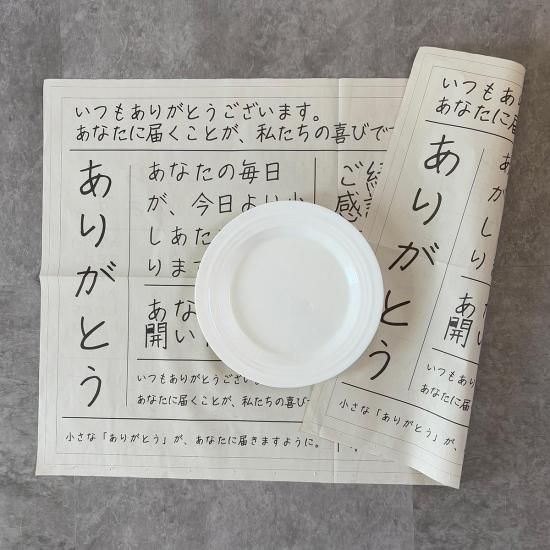 いつもありがとうございます。
あなたに届くことが、私たちの喜びで
ありがとう
あなたの毎日
が、今日より
しあた
りま
あな
開い
ご感
いつもありがとうござい
あなたに届くことが、私たちの喜び
小さな「ありがとう」が、あなたに届きますように。
いつもあり
あなたに届
ありがとう
あ
が
し
り
あ
開
いつもあり
あなたに届
小さな「ありがとう」が、